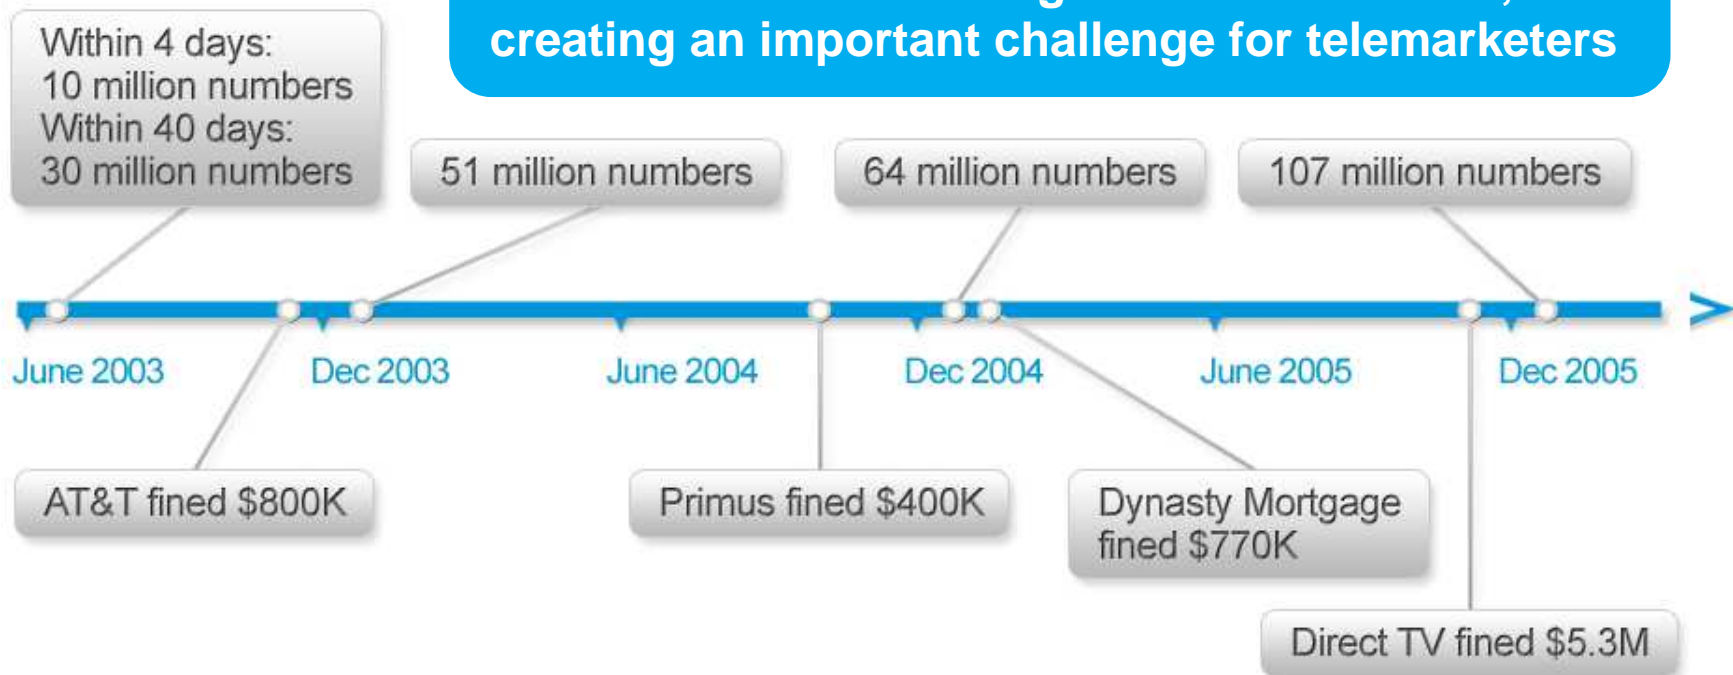 creating an important challenge for telemarketers
Within 4 days:
10 million numbers
Within 40 days:
30 million numbers
51 million numbers
64 million numbers
107 million numbers
June 2003
Dec 2003
June 2004
Dec 2004
June 2005
Dec 2005
AT&T fined $800K
Primus fined $400K
Dynasty Mortgage
fined $770K
Direct TV fined $5.3M